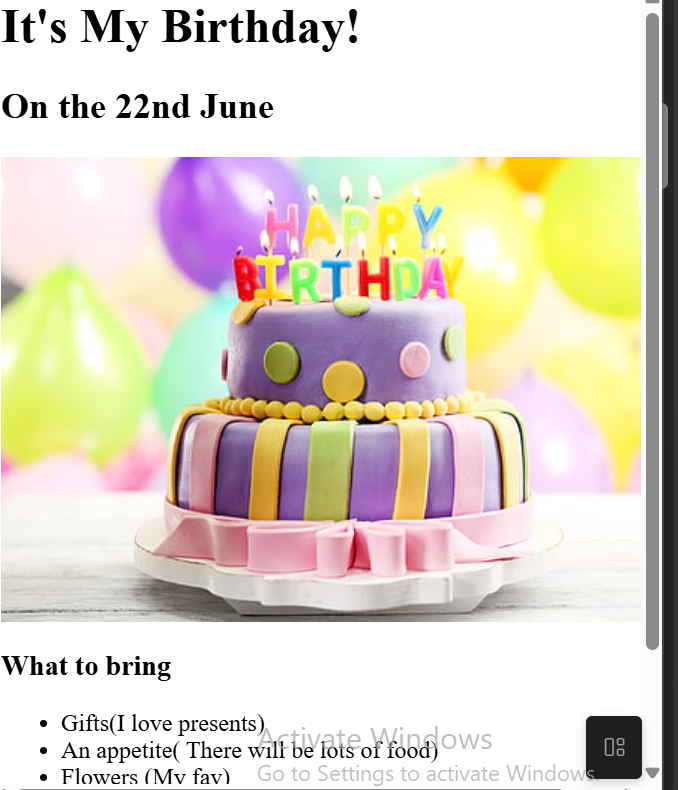 It's My Birthday!
On the 22nd June
HAPPY
BIRTHDAY
What to bring
Gifts(I love presents)
An appetite( There will be lots of food)
Flowers (My fav)
Activate Windows
Go to Settings to activate Windows.